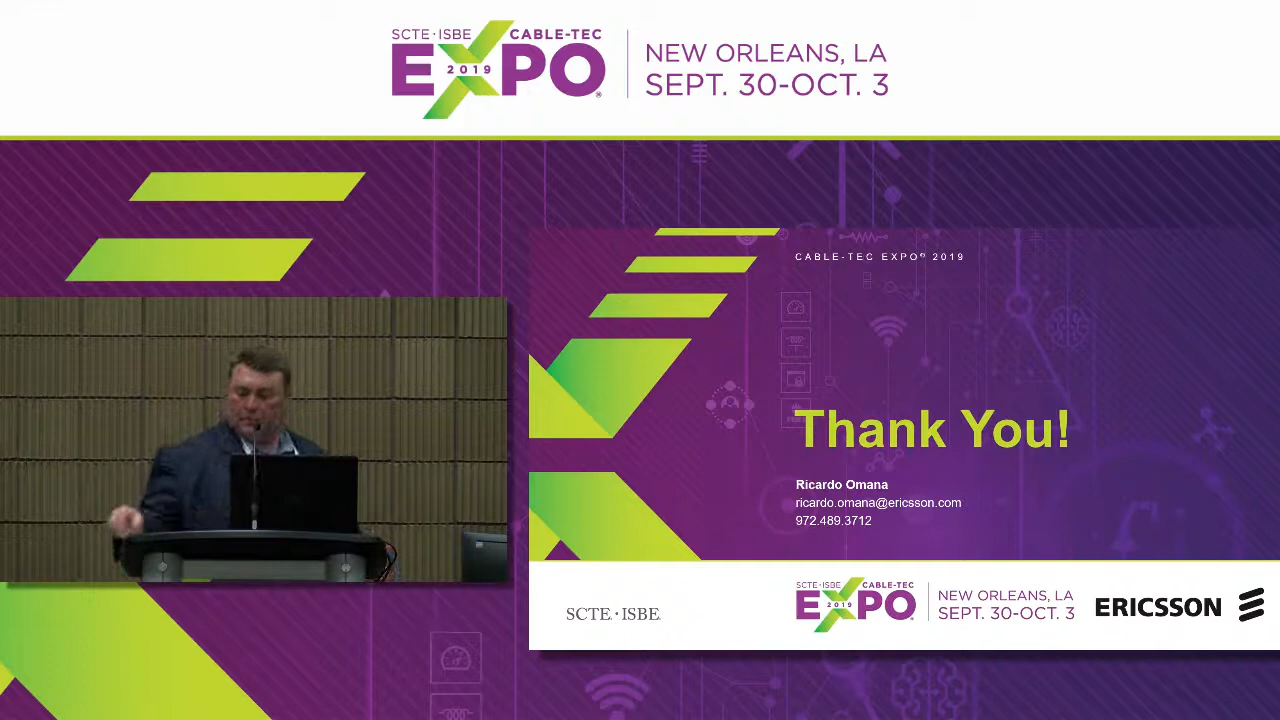 SCTE·ISBE CABLE-TEC
EXPO®
2019
NEW ORLEANS, LA
SEPT. 30-OCT. 3
CABLE-TEC EXPO® 2019
Thank You!
Ricardo Omana
ricardo.omana@ericsson.com
972.489.3712
SCTE·ISBE
SCTE·ISBE CABLE-TEC
EXPO®
2019
NEW ORLEANS, LA
SEPT. 30-OCT. 3
ERICSSON